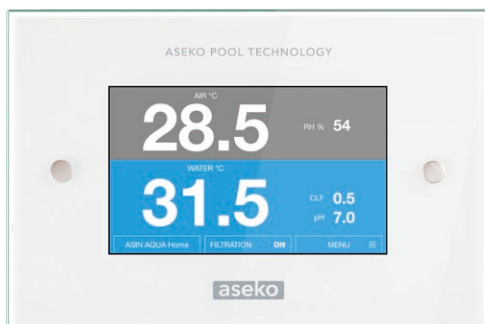 ASEKO POOL TECHNOLOGY
AIR °C
28.5
RH % 54
WATER °C
31.5
CLF 0.5
pH 7.0
ASIN AQUA Home FILTRATION ON MENU ≡
aseko